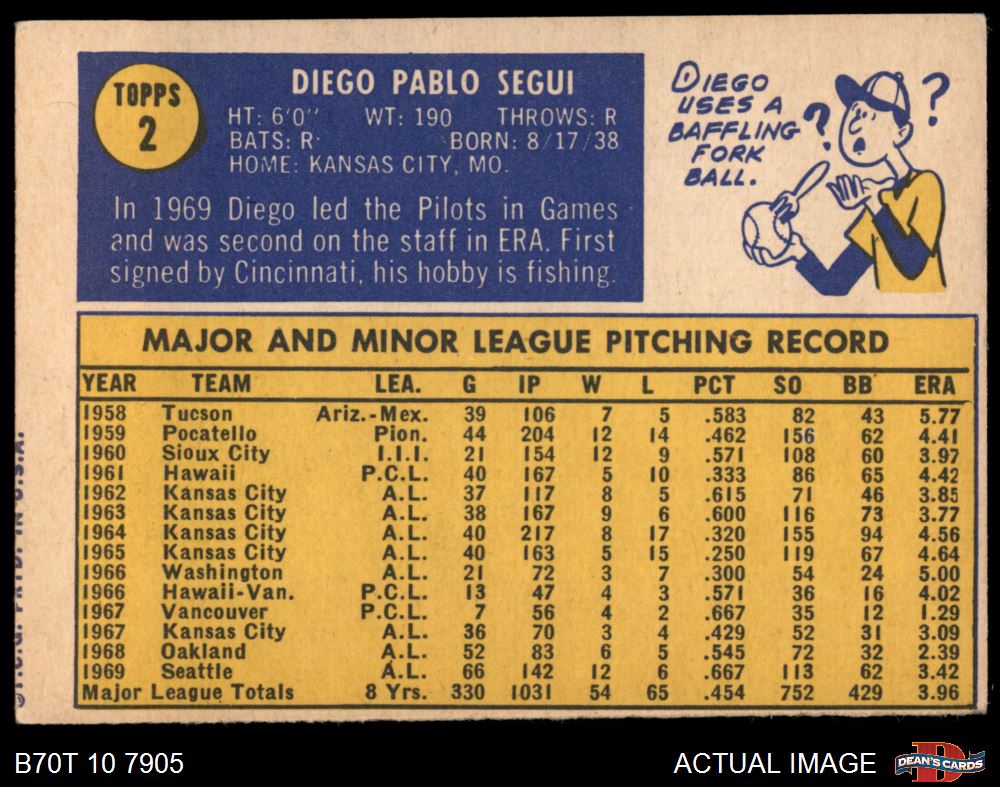 TOPPS
2
DIEGO PABLO SEGUI
HT: 6'0" WT: 190 THROWS: R
BATS: R BORN: 8/17/38
HOME: KANSAS CITY, MO.
In 1969 Diego led the Pilots in Games
and was second on the staff in ERA. First
signed by Cincinnati, his hobby is fishing.
DIEGO
USES A
BAFFLING
FORK
BALL.
? ?
MAJOR AND MINOR LEAGUE PITCHING RECORD
YEAR TEAM LEA. G IP W L PCT SO BB ERA
1958 Tucson Ariz.-Mex. 39 106 7 5 .583 82 43 5.77
1959 Pocatello Pion. 44 204 12 14 .462 156 62 4.41
1960 Sioux City I.I.I. 21 154 12 9 .571 108 60 3.97
1961 Hawaii P.C.L. 40 167 5 10 .333 86 65 4.42
1962 Kansas City A.L. 37 117 8 5 .615 71 46 3.85
1963 Kansas City A.L. 38 167 9 6 .600 116 73 3.77
1964 Kansas City A.L. 40 217 8 17 .320 155 94 4.56
1965 Kansas City A.L. 40 163 5 15 .250 119 67 4.64
1966 Washington A.L. 21 72 3 7 .300 54 24 5.00
1966 Hawaii-Van. P.C.L. 13 47 4 3 .571 36 16 4.02
1967 Vancouver P.C.L. 7 56 4 2 .667 35 12 1.29
1967 Kansas City A.L. 36 70 3 4 .429 52 31 3.09
1968 Oakland A.L. 52 83 6 5 .545 72 32 2.39
1969 Seattle A.L. 66 142 12 6 .667 113 62 3.42
Major League Totals 8 Yrs. 330 1031 54 65 .454 752 429 3.96
B70T 10 7905
ACTUAL IMAGE
DEAN'S CARDS